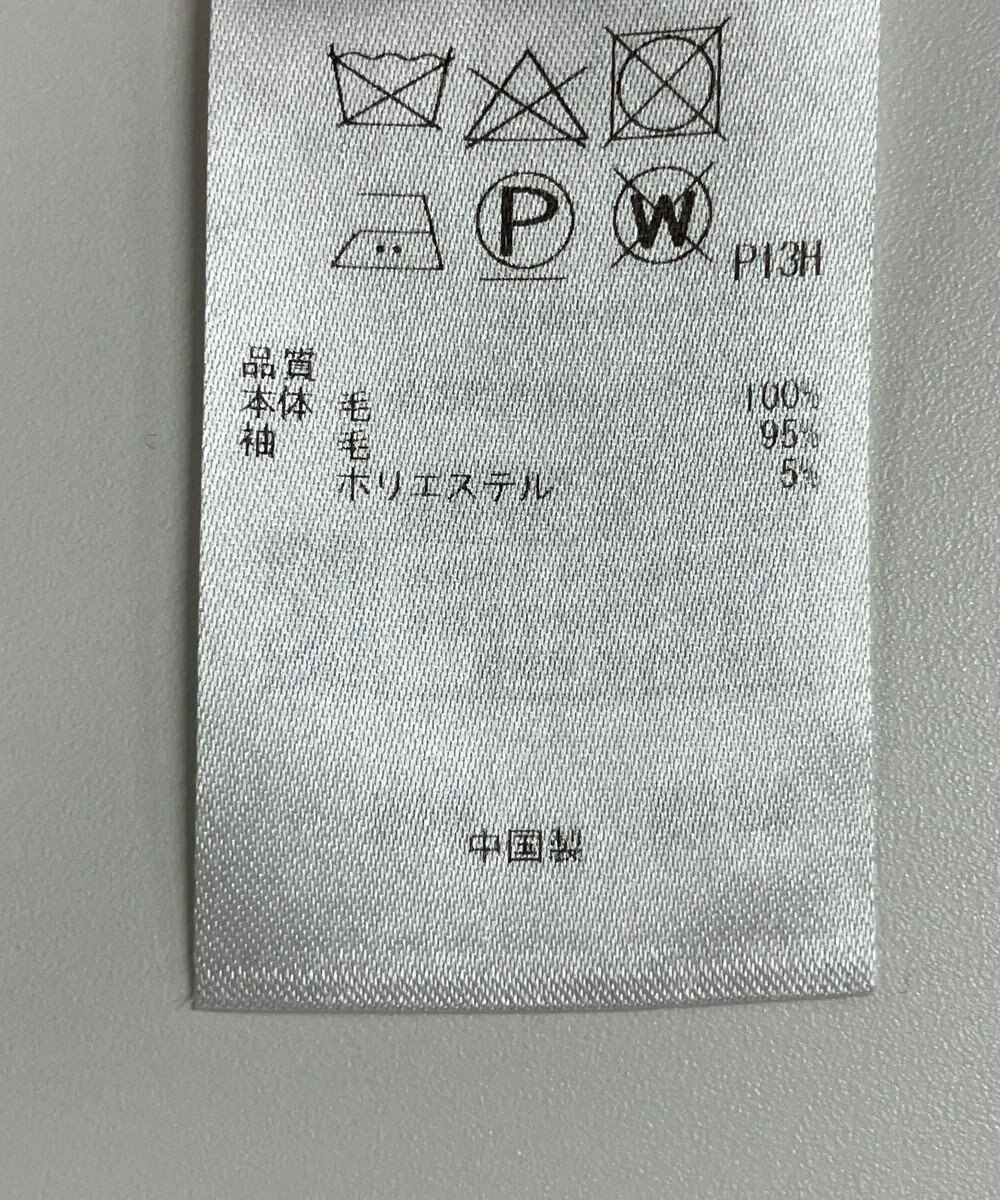 P W P13H
品質
本体 毛 100%
袖 毛 95%
ポリエステル 5%
中国製